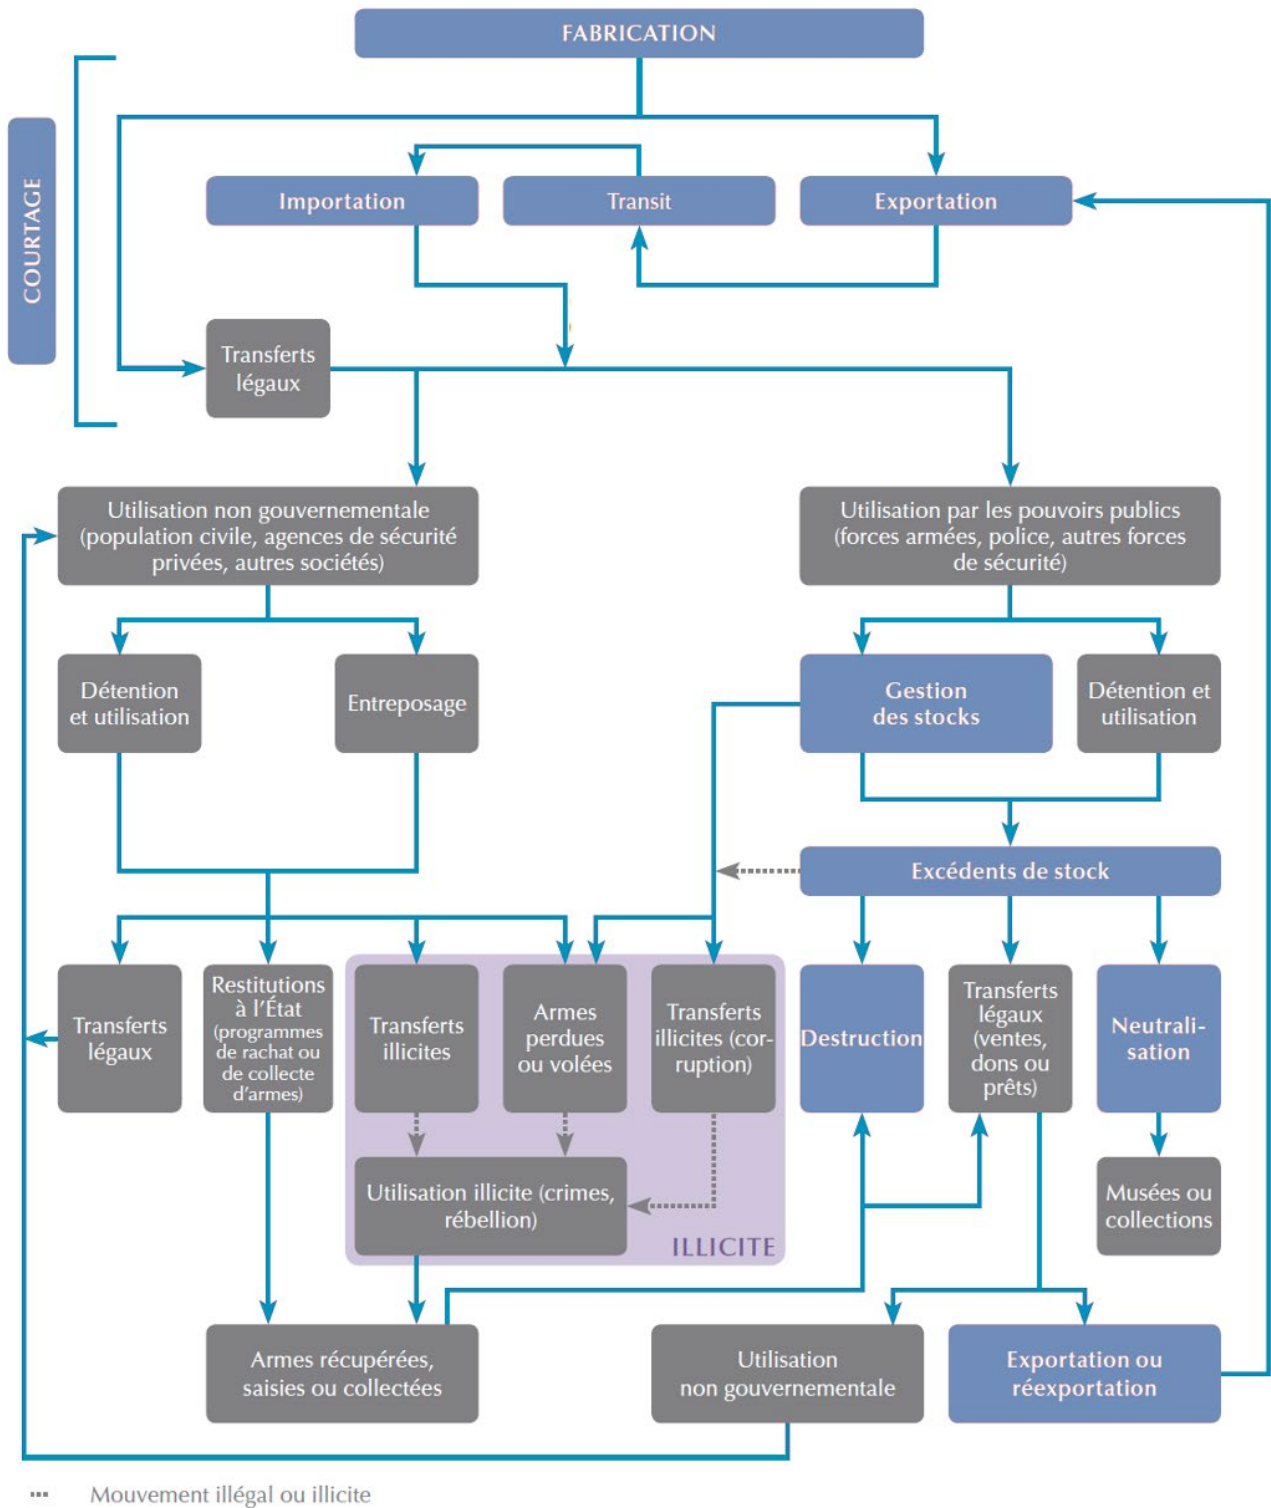 FABRICATION
COURTAGE
Importation
Transit
Exportation
Transferts
légaux
Utilisation non gouvernementale
(population civile, agences de sécurité
privées, autres sociétés)
Utilisation par les pouvoirs publics
(forces armées, police, autres forces
de sécurité)
Détention
et utilisation
Entreposage
Gestion
des stocks
Détention et
utilisation
Excédents de stock
Transferts
légaux
Restitutions
à l’État
(programmes
de rachat ou
de collecte
d’armes)
Transferts
illicites
Armes
perdues
ou volées
Transferts
illicites (cor-
ruption)
Destruction
Transferts
légaux
(ventes,
dons ou
prêts)
Neutrali-
sation
Utilisation illicite (crimes,
rébellion)
ILLICITE
Musées ou
collections
Armes récupérées,
saisies ou collectées
Utilisation
non gouvernementale
Exportation ou
réexportation
Mouvement illégal ou illicite